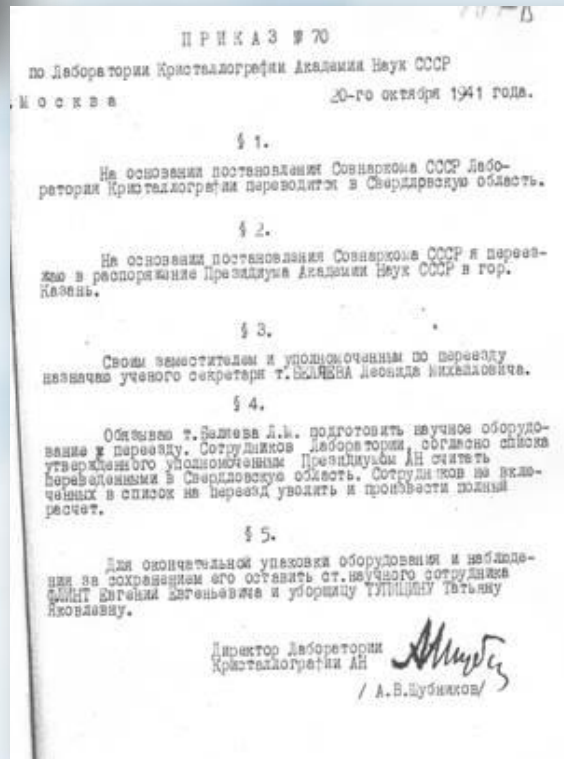 П Р И К А З № 70
по Лаборатории Кристаллографии Академии Наук СССР
.М о с к в а 20-го октября 1941 года.
§ 1.
На основании постановления Совнаркома СССР Лабо-
ратория Кристаллографии переводится в Свердловскую область.
§ 2.
На основании постановления Совнаркома СССР я переез-
жаю в распоряжение Президиума Академии Наук СССР в гор.
Казань.
§ 3.
Своим заместителем и уполномоченным по переезду
назначаю ученого секретаря т.БЕЛЯЕВА Леонида Михайловича.
§ 4.
Обязываю т.Беляева Л.М. подготовить научное оборудо-
вание к переезду. Сотрудников Лаборатории, согласно списка
утвержденного уполномоченным Президиумом АН считать
переведенными в Свердловскую область. Сотрудников не вклю-
ченных в список на переезд уволить и произвести полный
расчет.
§ 5.
Для окончательной упаковки оборудования и наблюде-
ния за сохранением его оставить ст.научного сотрудника
ФЛИНТ Евгений Евгеньевича и уборщицу ТУПИЦИНУ Татьяну
Яковлевну.
Директор Лаборатории
Кристаллографии АН
/ А.В.Шубников/